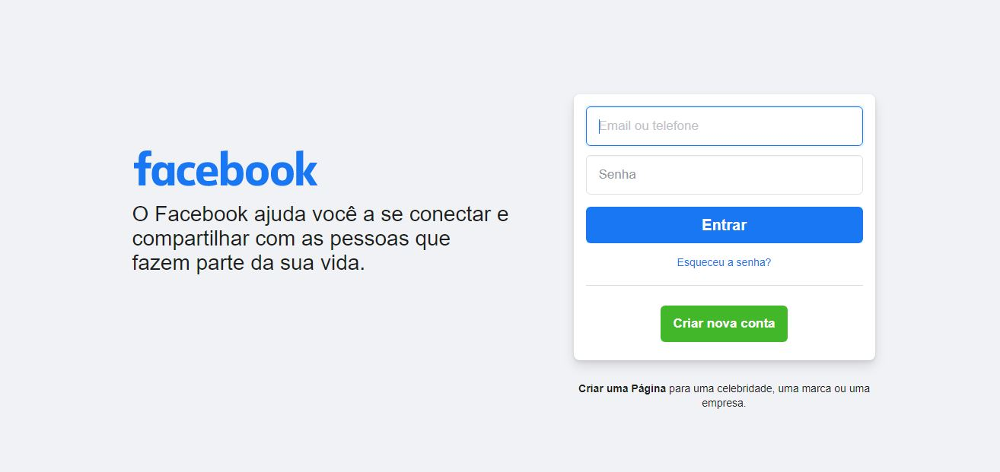 facebook
O Facebook ajuda você a se conectar e
compartilhar com as pessoas que
fazem parte da sua vida.
Email ou telefone
Senha
Entrar
Esqueceu a senha?
Criar nova conta
Criar uma Página para uma celebridade, uma marca ou uma
empresa.